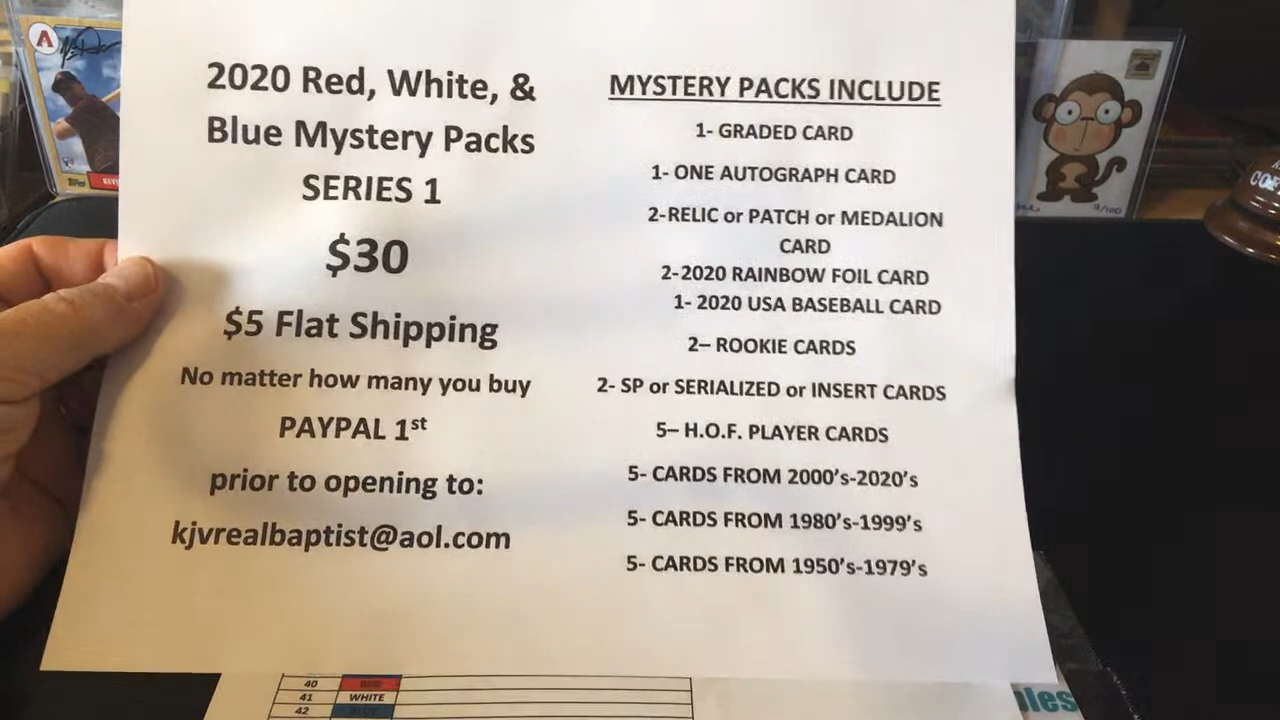 2020 Red, White, &
Blue Mystery Packs
SERIES 1
$30
$5 Flat Shipping
No matter how many you buy
PAYPAL 1st
prior to opening to:
kjvrealbaptist@aol.com
MYSTERY PACKS INCLUDE
1- GRADED CARD
1- ONE AUTOGRAPH CARD
2-RELIC or PATCH or MEDALION
CARD
2-2020 RAINBOW FOIL CARD
1- 2020 USA BASEBALL CARD
2– ROOKIE CARDS
2- SP or SERIALIZED or INSERT CARDS
5– H.O.F. PLAYER CARDS
5- CARDS FROM 2000's-2020's
5- CARDS FROM 1980's-1999's
5- CARDS FROM 1950's-1979's
40 RED
41 WHITE
42 BLUE
A
Topps